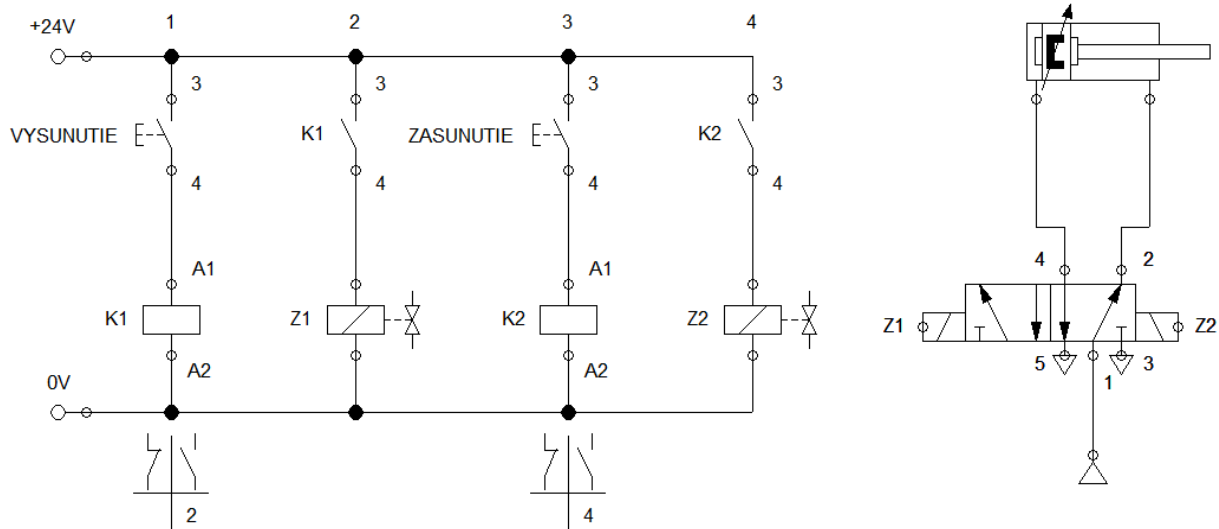 1 2 3 4
+24V
3 3 3 3
VYSUNUTIE K1 ZASUNUTIE K2
4 4 4 4
A1 A1
K1 Z1 K2 Z2
A2 A2
0V
2 4
4 2
Z1 Z2
5 1 3